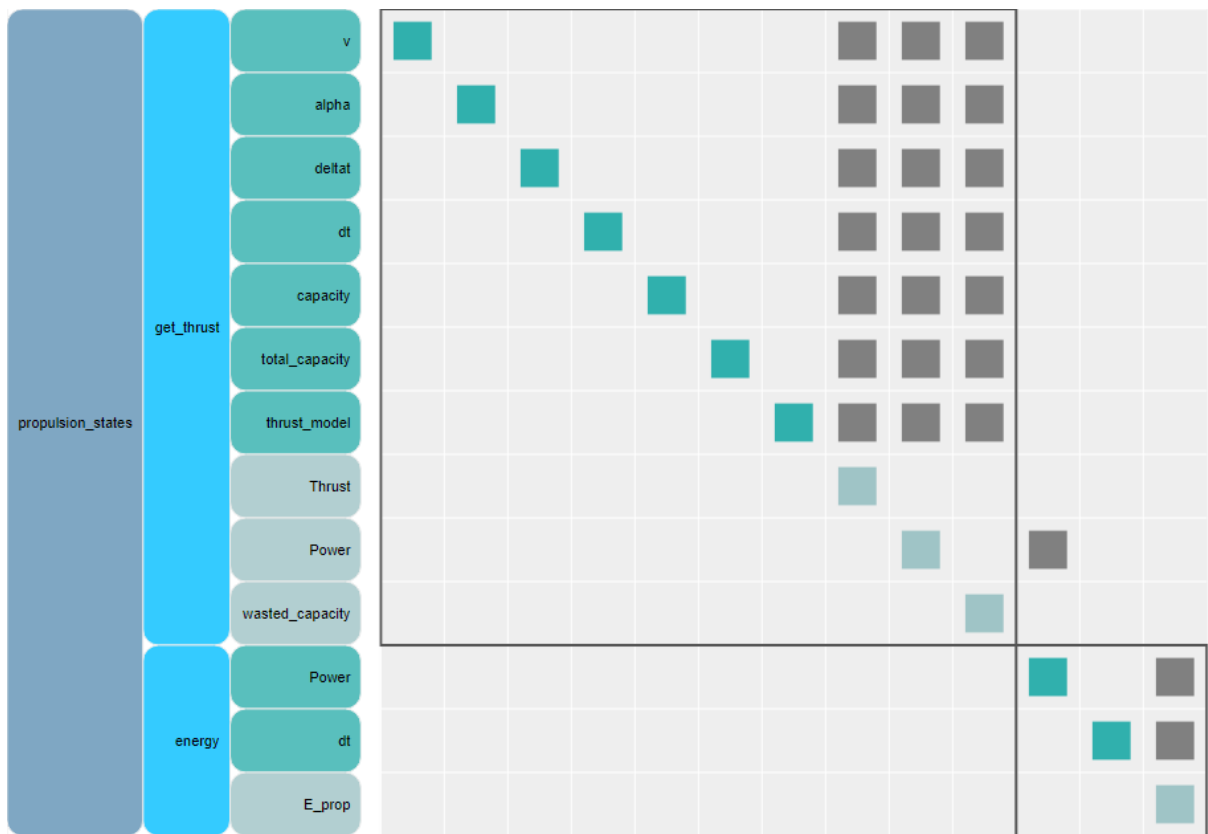 v
alpha
deltat
dt
capacity
get_thrust
total_capacity
propulsion_states
thrust_model
Thrust
Power
wasted_capacity
Power
energy
dt
E_prop